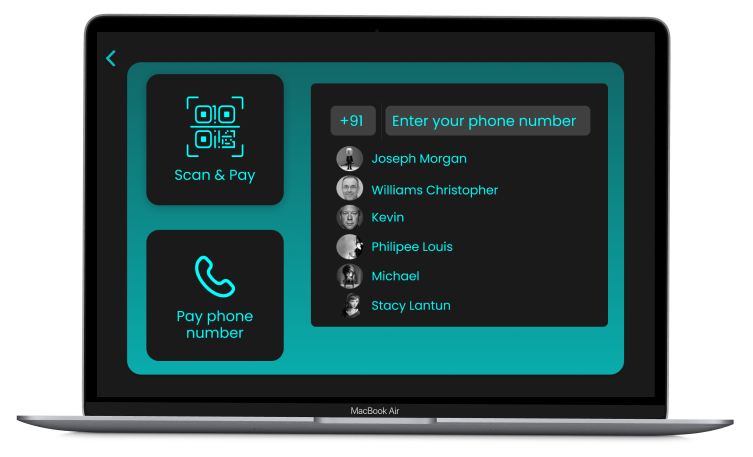 Scan & Pay
Pay phone
number
+91
Enter your phone number
Joseph Morgan
Williams Christopher
Kevin
Philipee Louis
Michael
Stacy Lantun
MacBook Air